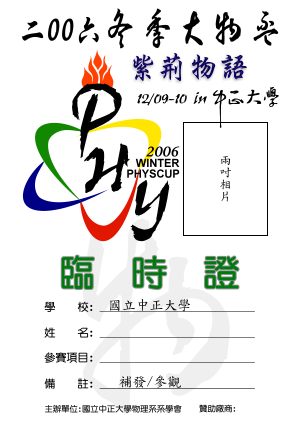 二00六冬季大物盃
紫荊物語
12/09-10 in 中正大學
PHY
2006
WINTER
PHYSCUP
兩吋相片
臨時證
物
學校：國立中正大學
姓名：
參賽項目：
備註：補發/參觀
主辦單位：國立中正大學物理系系學會 贊助廠商：